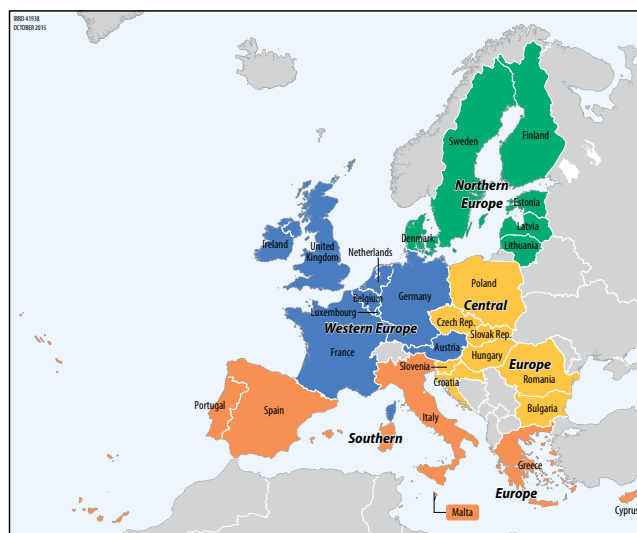 IBRD 41938
OCTOBER 2015
Sweden
Finland
Northern
Europe
Estonia
Latvia
Lithuania
Denmark
Ireland
United
Kingdom
Netherlands
Belgium
Luxembourg
Germany
Poland
Central
Czech Rep.
Slovak Rep.
Western Europe
France
Austria
Hungary
Slovenia
Croatia
Europe
Romania
Bulgaria
Portugal
Spain
Italy
Southern
Greece
Europe
Malta
Cyprus